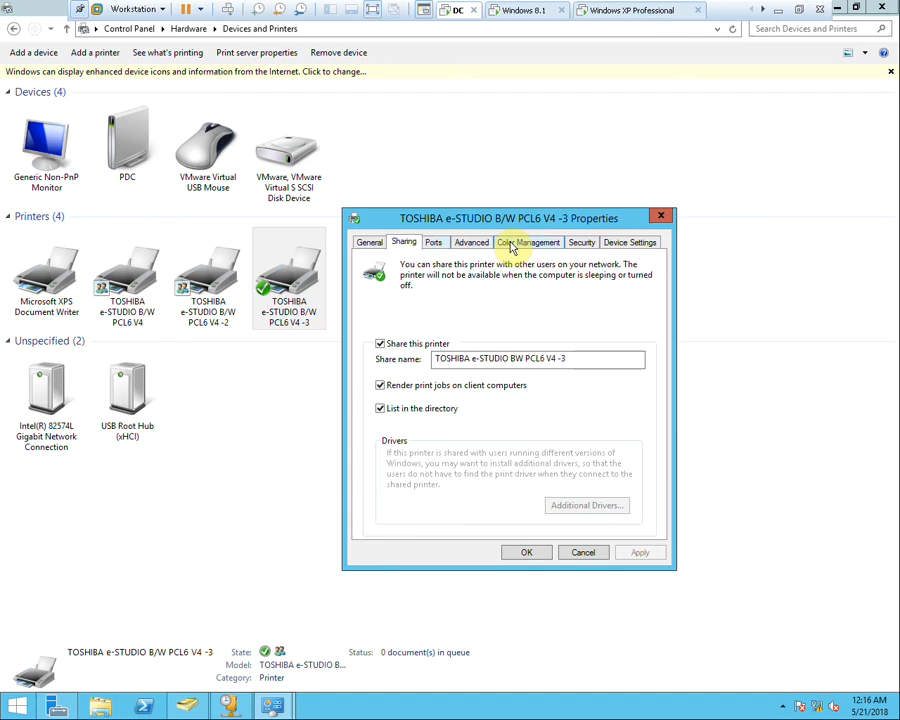 Workstation
DC
Windows 8.1
Windows XP Professional
Control Panel
Hardware
Devices and Printers
Search Devices and Printers
Add a device
Add a printer
See what's printing
Print server properties
Remove device
Windows can display enhanced device icons and information from the Internet. Click to change...
Devices (4)
Generic Non-PnP
Monitor
PDC
VMware Virtual
USB Mouse
VMware, VMware
Virtual S SCSI
Disk Device
Printers (4)
Microsoft XPS
Document Writer
TOSHIBA
e-STUDIO B/W
PCL6 V4
TOSHIBA
e-STUDIO B/W
PCL6 V4 -2
TOSHIBA
e-STUDIO B/W
PCL6 V4 -3
Unspecified (2)
Intel(R) 82574L
Gigabit Network
Connection
USB Root Hub
(xHCI)
TOSHIBA e-STUDIO B/W PCL6 V4 -3 Properties
General
Sharing
Ports
Advanced
Color Management
Security
Device Settings
You can share this printer with other users on your network. The
printer will not be available when the computer is sleeping or turned
off.
Share this printer
Share name:
TOSHIBA e-STUDIO BW PCL6 V4 -3
Render print jobs on client computers
List in the directory
Drivers
If this printer is shared with users running different versions of
Windows, you may want to install additional drivers, so that the
users do not have to find the print driver when they connect to the
shared printer.
Additional Drivers...
OK
Cancel
Apply
TOSHIBA e-STUDIO B/W PCL6 V4 -3
State:
Status: 0 document(s) in queue
Model: TOSHIBA e-STUDIO B...
Category: Printer
12:16 AM
5/21/2018